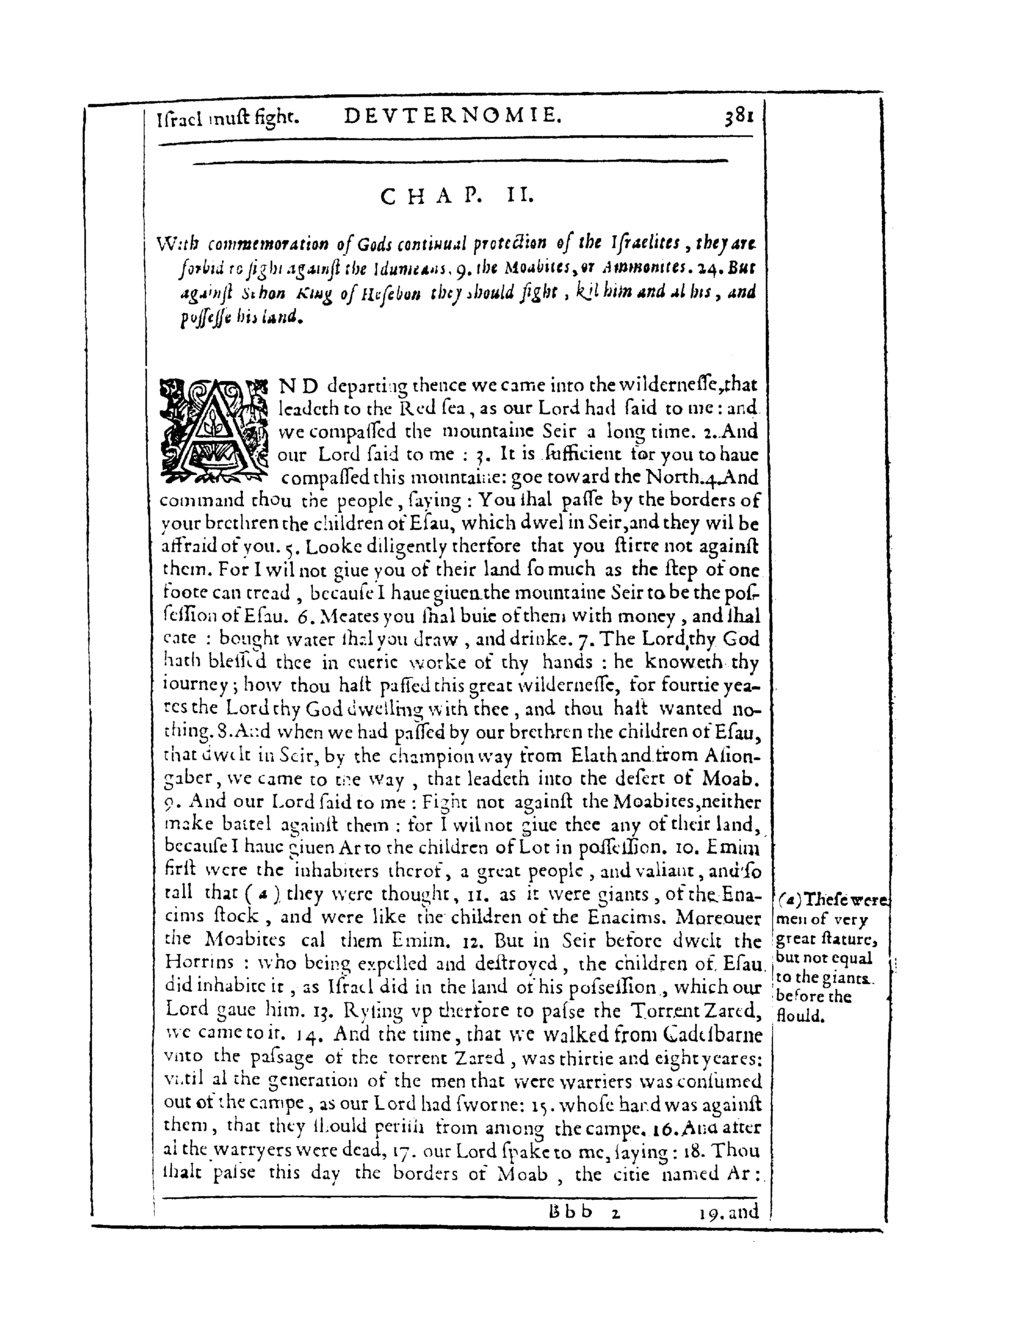 Iſrael muſt fight. DEVTERNOMIE. 381
CHAP. II.
With commemoration of Gods continual protection of the Iſraelites, they are
forbid to fight againſt the Idumeans, 9. the Moabites, or Ammonites. 24. But
againſt Sehon King of Heſebon they should fight, kil him and al his, and
poſſeſſe his land.
AND departing thence we came into the wilderneſſe, that
leadeth to the Red ſea, as our Lord had ſaid to me: and
we compaſſed the mountaine Seir a long time. 2. And
our Lord ſaid to me: 3. It is ſufficient for you to haue
compaſſed this mountaine: goe toward the North. 4. And
command thou the people, ſaying: You ſhal paſſe by the borders of
your brethren the children of Eſau, which dwel in Seir, and they wil be
affraid of you. 5. Looke diligently therfore that you ſtirre not againſt
them. For I wil not giue you of their land ſo much as the ſtep of one
foote can tread, becauſe I haue giuen the mountaine Seir to be the poſ-
ſeſſion of Eſau. 6. Meates you ſhal buie of them with money, and ſhal
eate: bought water ſhal you draw, and drinke. 7. The Lord thy God
hath bleſſed thee in euerie worke of thy hands: he knoweth thy
iourney; how thou haſt paſſed this great wilderneſſe, for fourtie yea-
res the Lord thy God dwelling with thee, and thou haſt wanted no-
thing. 8. And when we had paſſed by our brethren the children of Eſau,
that dwelt in Seir, by the champion way from Elath and from Aſion-
gaber, we came to the way, that leadeth into the deſert of Moab.
9. And our Lord ſaid to me: Fight not againſt the Moabites, neither
make battel againſt them: for I wil not giue thee any of their land,
becauſe I haue giuen Ar to the children of Lot in poſſeſſion. 10. Emim
firſt were the inhabiters therof, a great people, and valiant, and ſo
tall that (a) they were thought, 11. as it were giants, of the Ena-
cims ſtock, and were like the children of the Enacims. Moreouer
the Moabites cal them Emim. 12. But in Seir before dwelt the
Horrins: who being expelled and deſtroyed, the children of Eſau
did inhabite it, as Iſrael did in the land of his poſseſſion, which our
Lord gaue him. 13. Ryſing vp therfore to paſse the Torrent Zared,
we came to it. 14. And the time, that we walked from Cadeſbarne
vnto the paſsage of the torrent Zared, was thirtie and eight yeares:
vntil al the generation of the men that were warriers was conſumed
out of the campe, as our Lord had ſworne: 15. whoſe hand was againſt
them, that they ſhould periſh from among the campe. 16. And after
al the warryers were dead, 17. our Lord ſpake to me, ſaying: 18. Thou
ſhalt paſse this day the borders of Moab, the citie named Ar:
(a) Theſe were
men of very
great ſtature,
but not equal
to the giants
before the
floud.
Bbb 2 19. and